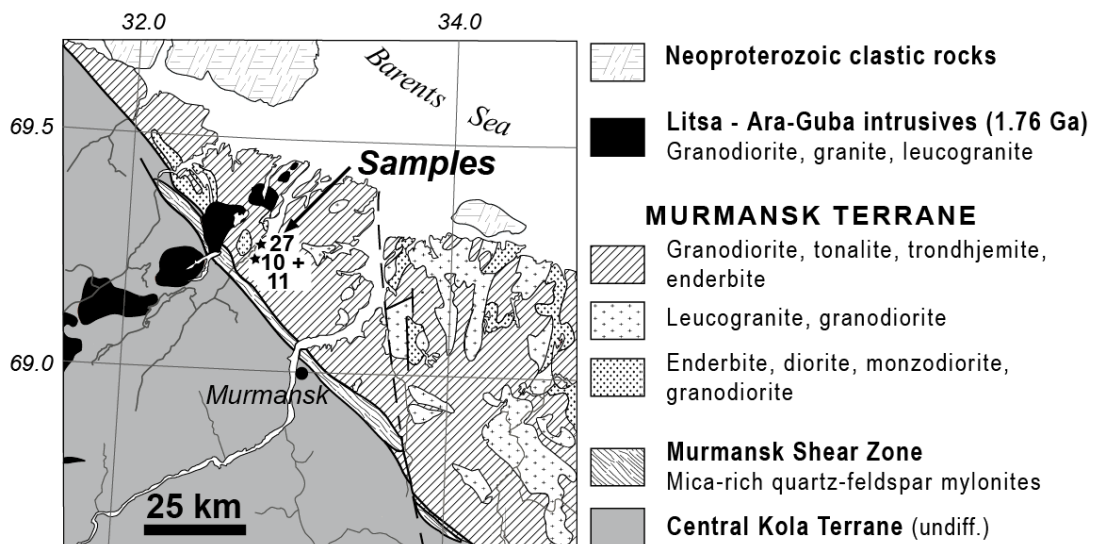 32.0
34.0
69.5
69.0
Barents
Sea
Samples
27
10 +
11
Murmansk
25 km
Neoproterozoic clastic rocks
Litsa - Ara-Guba intrusives (1.76 Ga)
Granodiorite, granite, leucogranite
MURMANSK TERRANE
Granodiorite, tonalite, trondhjemite,
enderbite
Leucogranite, granodiorite
Enderbite, diorite, monzodiorite,
granodiorite
Murmansk Shear Zone
Mica-rich quartz-feldspar mylonites
Central Kola Terrane (undiff.)